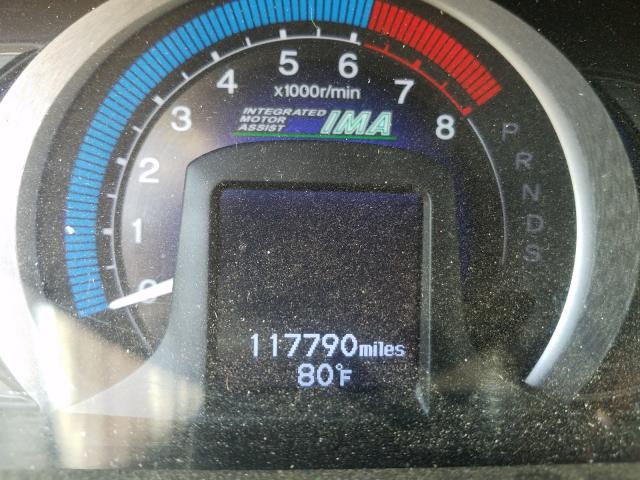 0
1
2
3
4
5
6
7
8
x1000r/min
INTEGRATED
MOTOR
ASSIST
IMA
P
R
N
D
S
117790miles
80°F